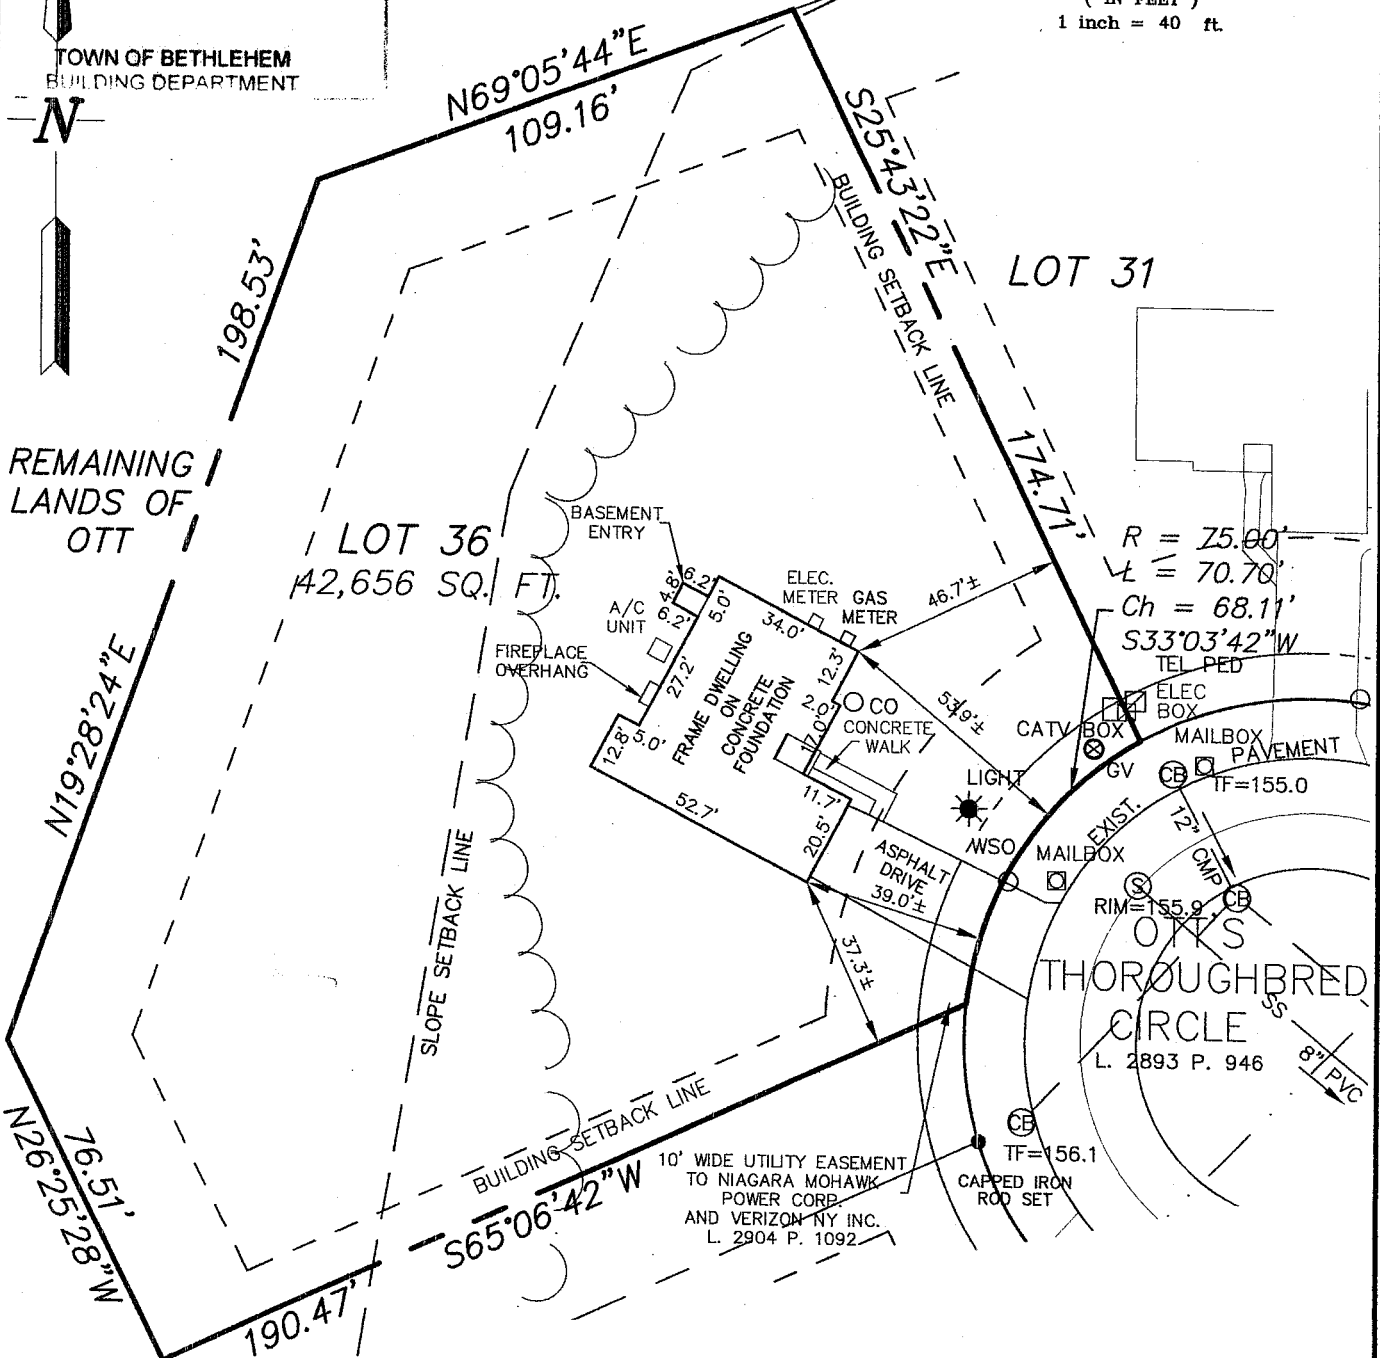 ( IN FEET )
1 inch = 40 ft.
TOWN OF BETHLEHEM
BUILDING DEPARTMENT
N
N69°05'44"E
109.16'
S25°43'22"E
174.71'
BUILDING SETBACK LINE
LOT 31
198.53'
N19°28'24"E
REMAINING
LANDS OF
OTT
LOT 36
42,656 SQ. FT.
BASEMENT
ENTRY
6.2'
4.8'
6.2'
5.0'
A/C
UNIT
FIREPLACE
OVERHANG
27.2'
5.0'
12.8'
34.0'
ELEC.
METER
GAS
METER
12.3'
2.0'
17.0'
11.7'
20.5'
52.7'
FRAME DWELLING
ON
CONCRETE
FOUNDATION
CO
CONCRETE
WALK
46.7'±
53.9'±
39.0'±
37.3'±
R = 75.00'
L = 70.70'
Ch = 68.11'
S33°03'42"W
TEL PED
ELEC
BOX
CATV BOX
GV
MAILBOX
PAVEMENT
CB
TF=155.0
LIGHT
WSO
MAILBOX
EXIST.
12"
CMP
ASPHALT
DRIVE
S
RIM=155.9
CB
OTTS
THOROUGHBRED
CIRCLE
L. 2893 P. 946
SS
8" PVC
CB
TF=156.1
CAPPED IRON
ROD SET
SLOPE SETBACK LINE
BUILDING SETBACK LINE
10' WIDE UTILITY EASEMENT
TO NIAGARA MOHAWK
POWER CORP.
AND VERIZON NY INC.
L. 2904 P. 1092
S65°06'42"W
190.47'
76.51'
N26°25'28"W